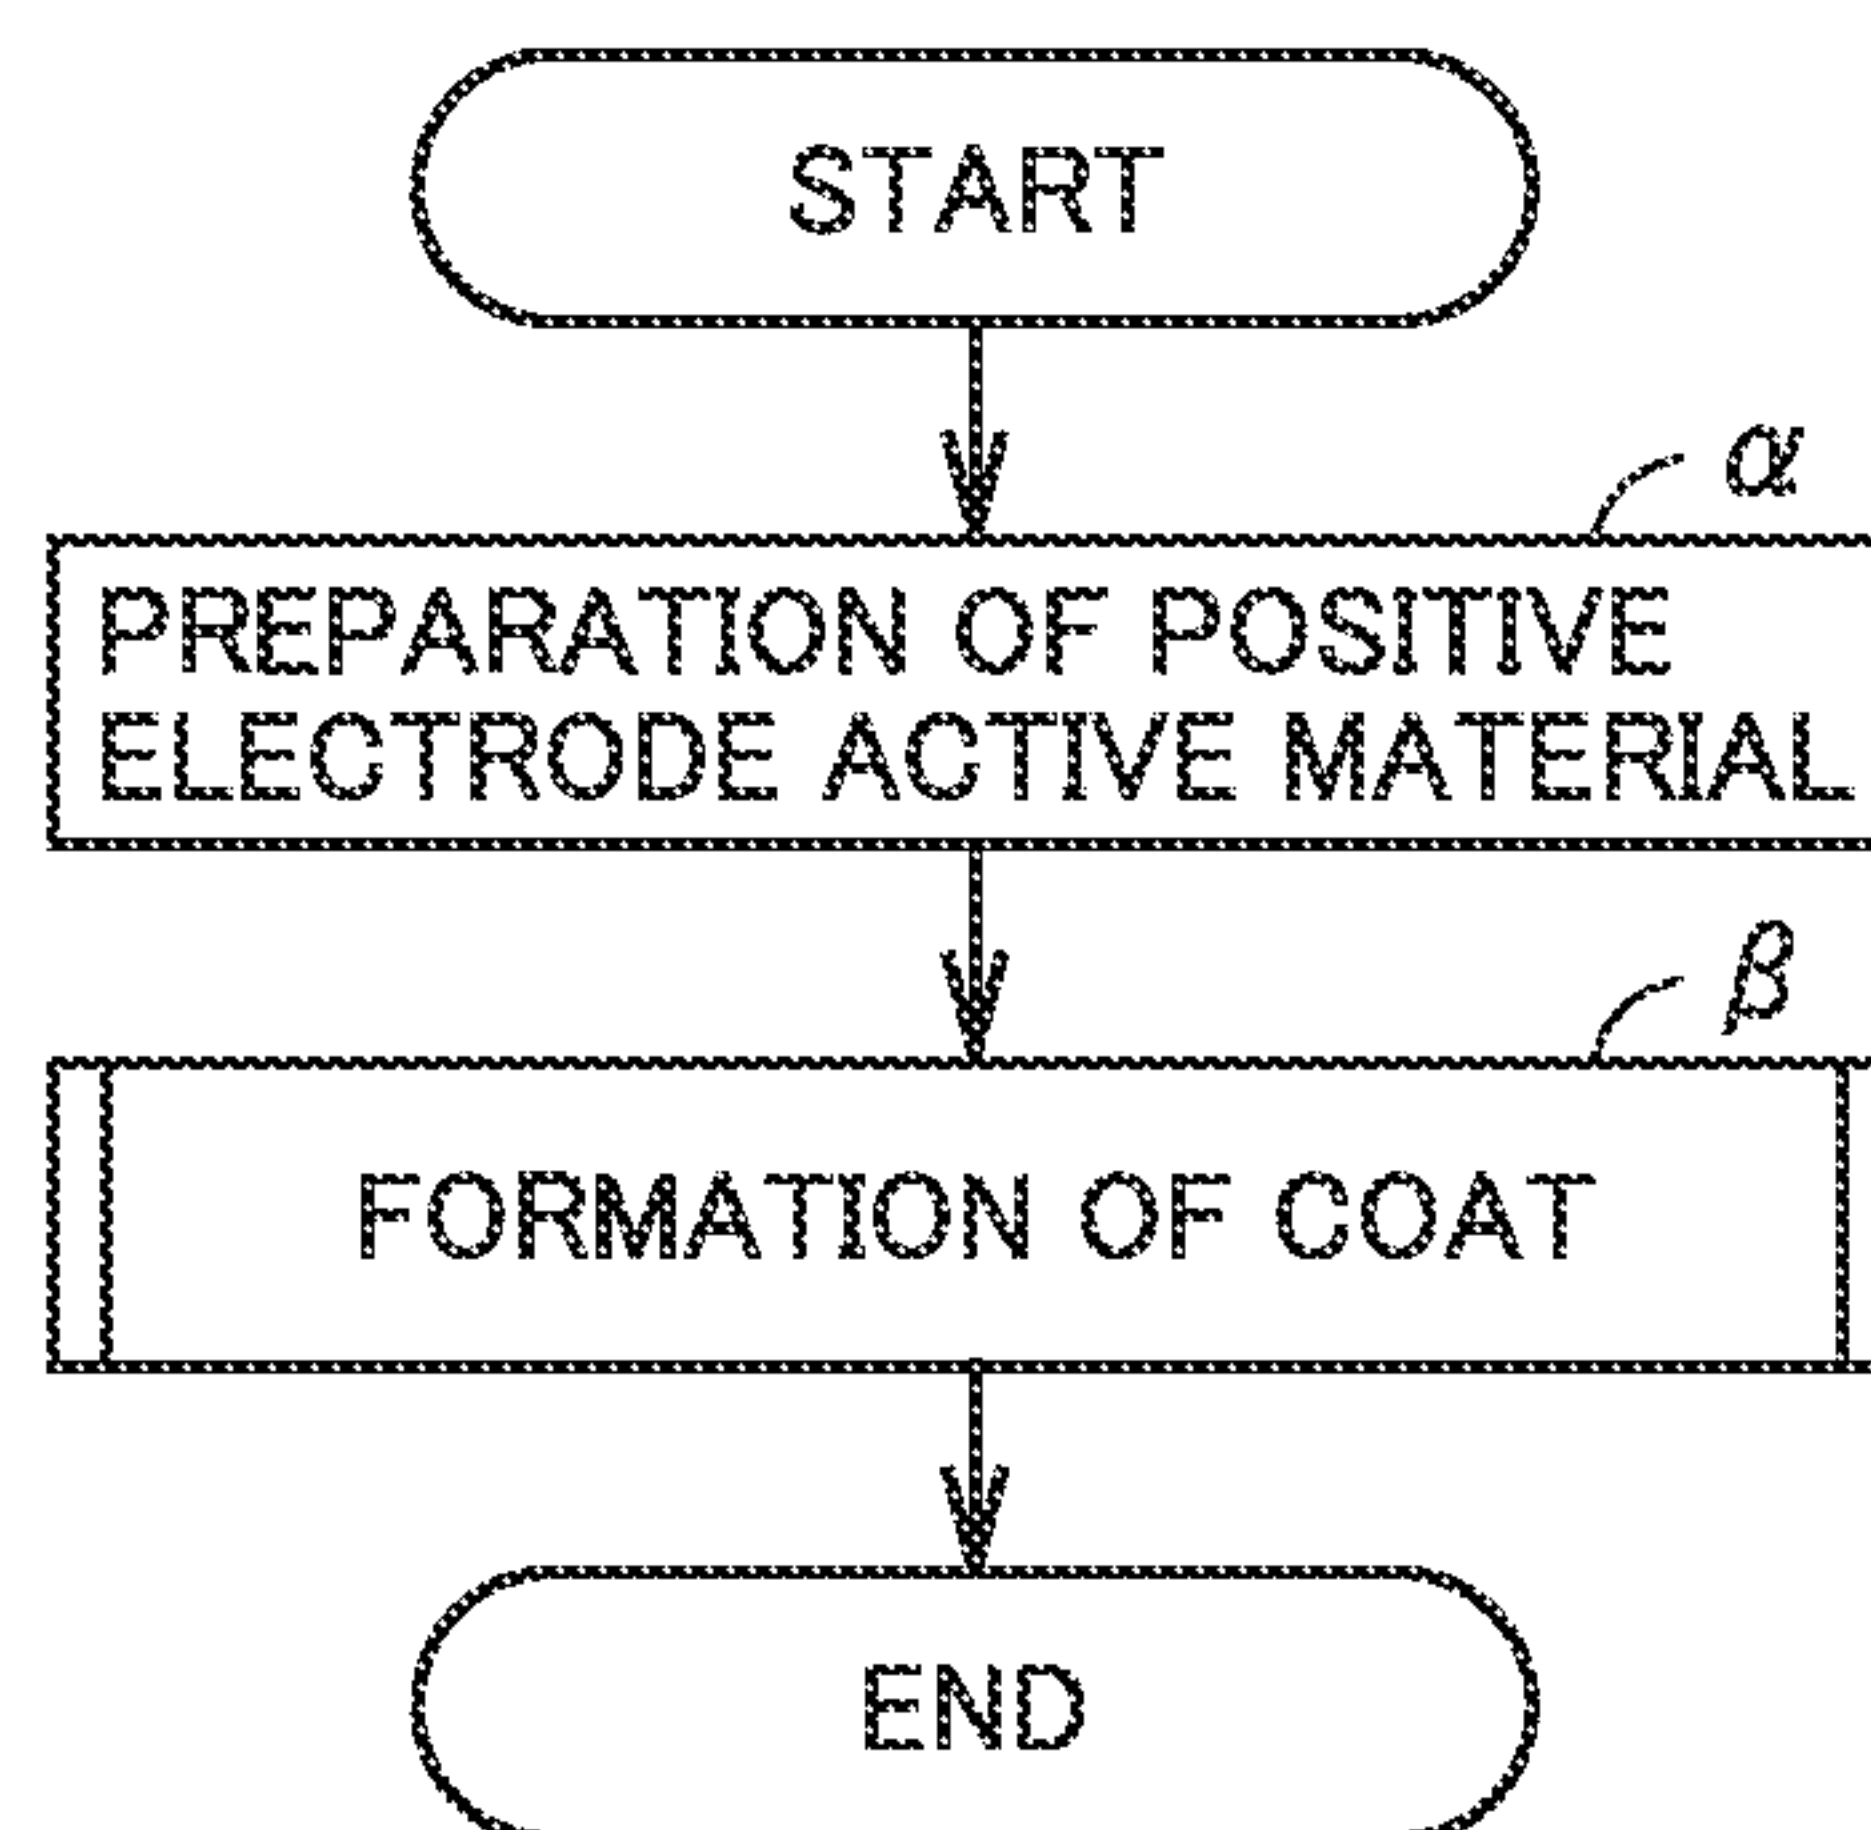 START
α
PREPARATION OF POSITIVE
ELECTRODE ACTIVE MATERIAL
β
FORMATION OF COAT
END